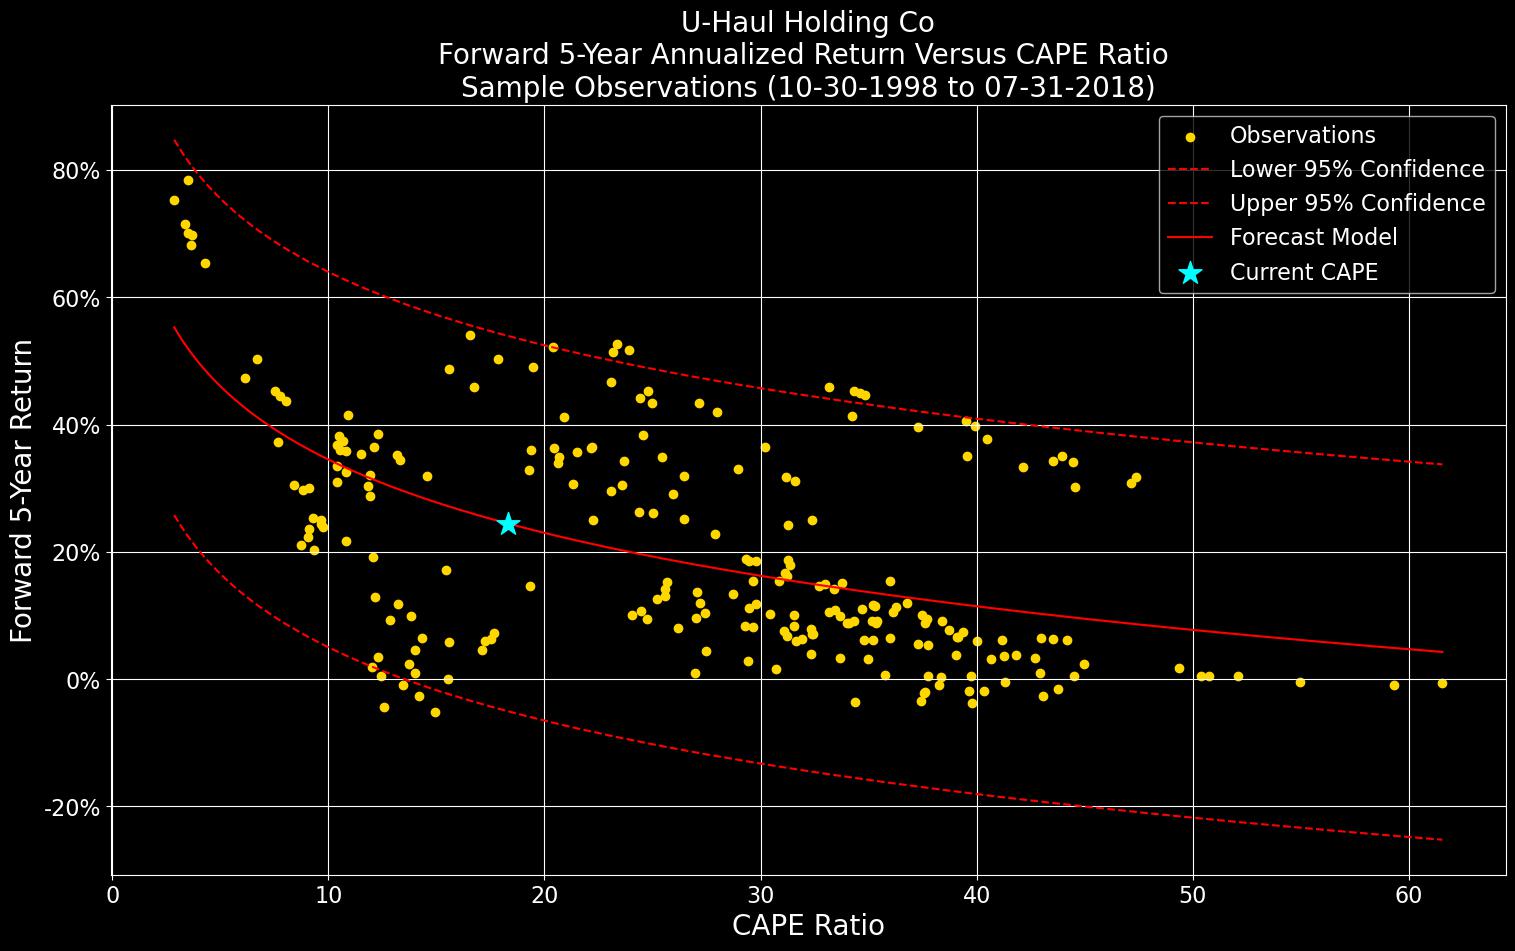 U-Haul Holding Co
Forward 5-Year Annualized Return Versus CAPE Ratio
Sample Observations (10-30-1998 to 07-31-2018)
Observations
Lower 95% Confidence
Upper 95% Confidence
Forecast Model
Current CAPE
Forward 5-Year Return
80%
60%
40%
20%
0%
-20%
0 10 20 30 40 50 60
CAPE Ratio